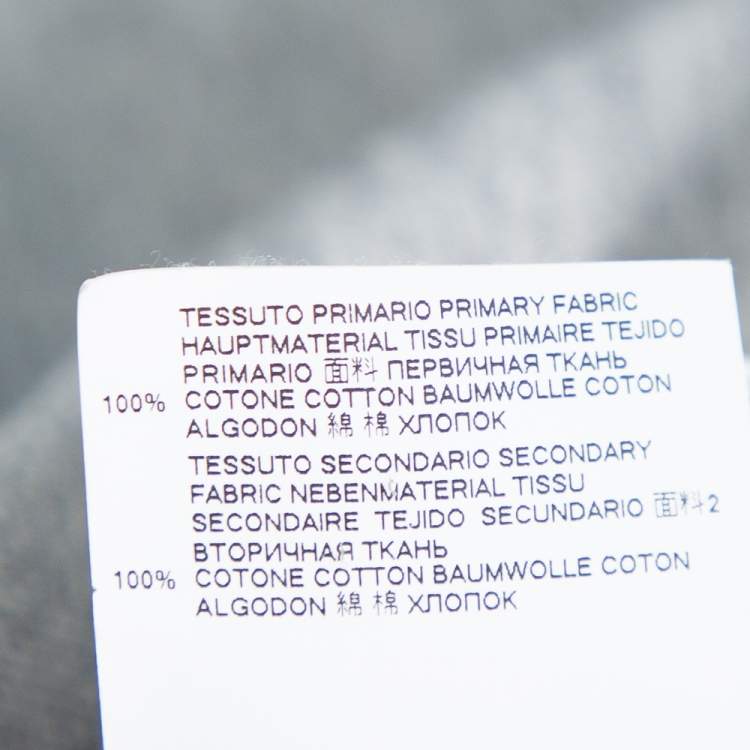 TESSUTO PRIMARIO PRIMARY FABRIC
HAUPTMATERIAL TISSU PRIMAIRE TEJIDO
PRIMARIO 面料 ПЕРВИЧНАЯ ТКАНЬ
100% COTONE COTTON BAUMWOLLE COTON
ALGODON 綿 棉 ХЛОПОК
TESSUTO SECONDARIO SECONDARY
FABRIC NEBENMATERIAL TISSU
SECONDAIRE TEJIDO SECUNDARIO 面料2
ВТОРИЧНАЯ ТКАНЬ
100% COTONE COTTON BAUMWOLLE COTON
ALGODON 綿 棉 ХЛОПОК